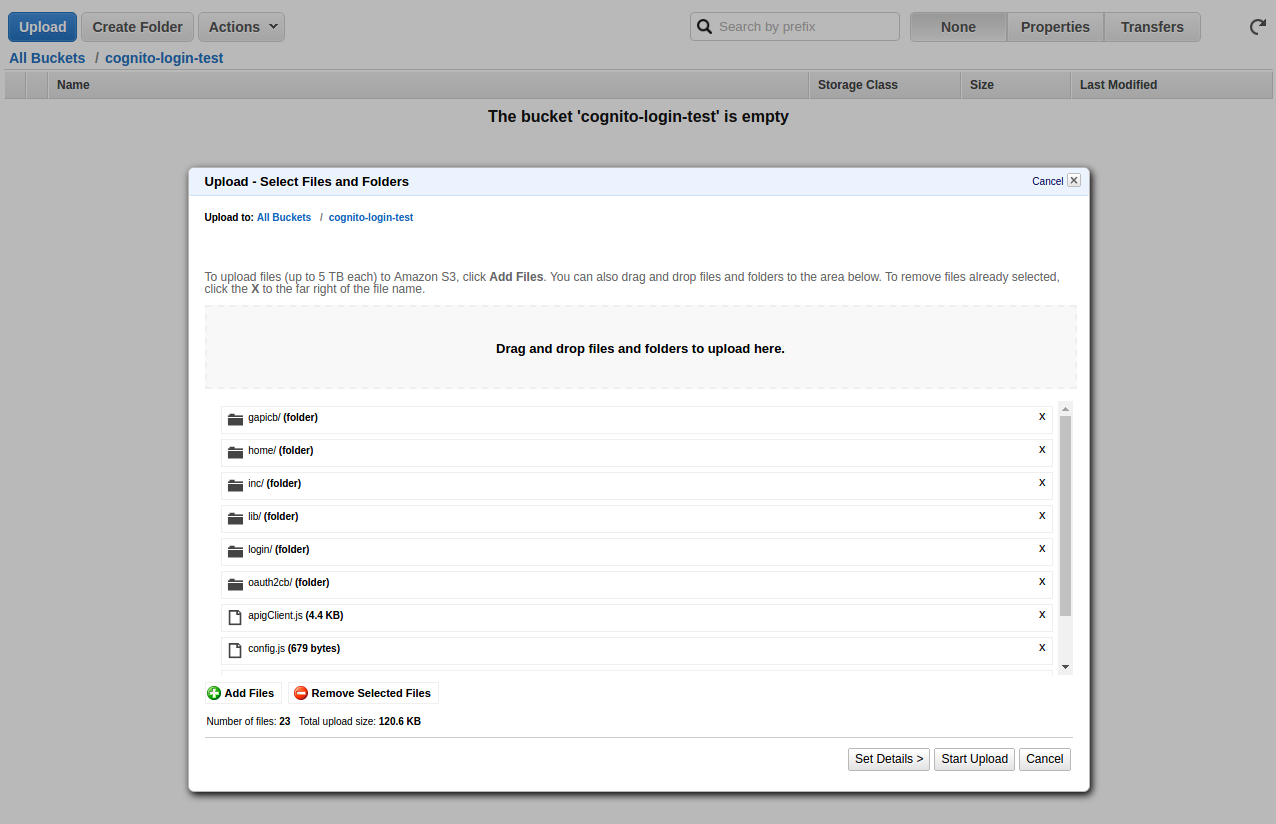 Upload Create Folder Actions Search by prefix None Properties Transfers
All Buckets / cognito-login-test
Name Storage Class Size Last Modified
The bucket 'cognito-login-test' is empty
Upload - Select Files and Folders Cancel
Upload to: All Buckets / cognito-login-test
To upload files (up to 5 TB each) to Amazon S3, click Add Files. You can also drag and drop files and folders to the area below. To remove files already selected,
click the X to the far right of the file name.
Drag and drop files and folders to upload here.
gapicb/ (folder) x
home/ (folder) x
inc/ (folder) x
lib/ (folder) x
login/ (folder) x
oauth2cb/ (folder) x
apigClient.js (4.4 KB) x
config.js (679 bytes) x
Add Files Remove Selected Files
Number of files: 23 Total upload size: 120.6 KB
Set Details > Start Upload Cancel